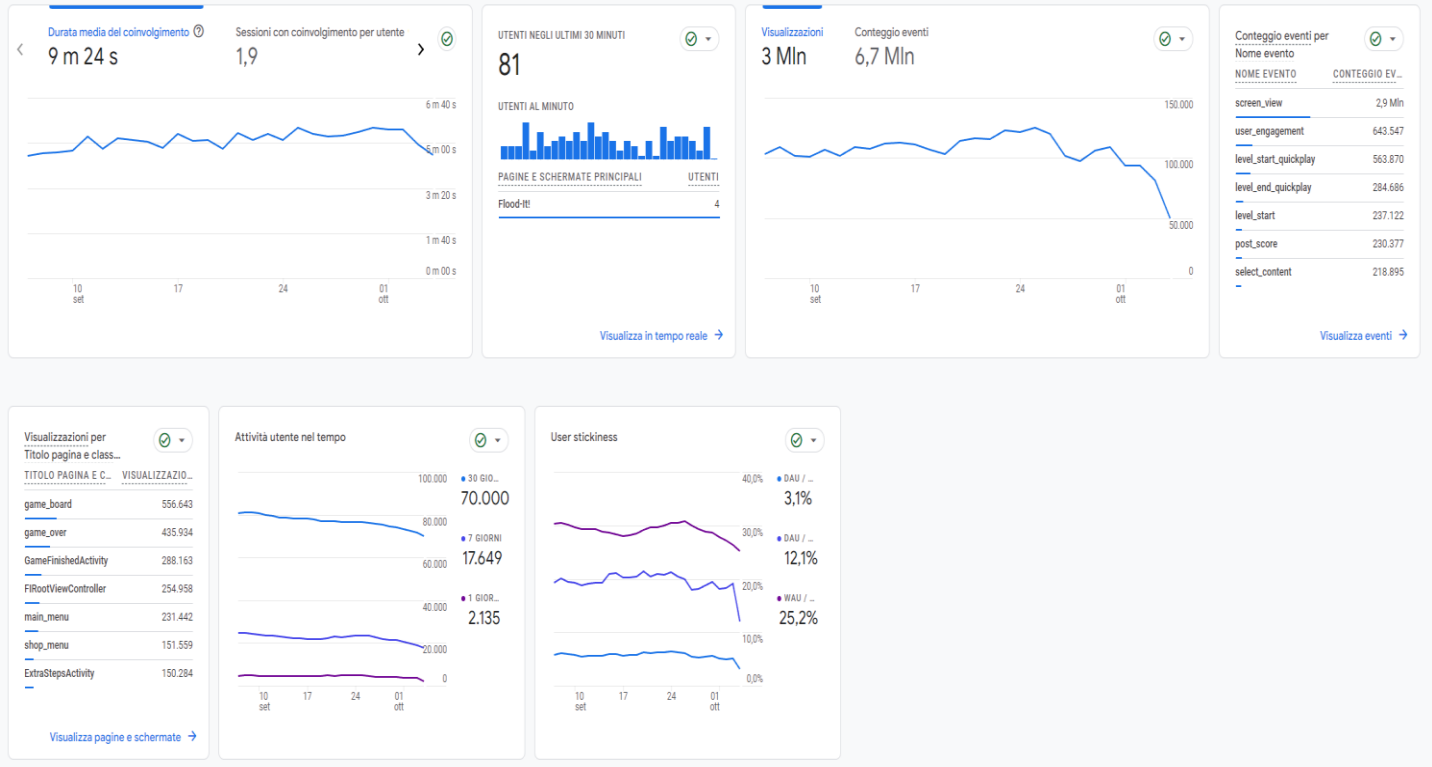 Durata media del coinvolgimento
9 m 24 s
Sessioni con coinvolgimento per utente
1,9
6 m 40 s
5 m 00 s
3 m 20 s
1 m 40 s
0 m 00 s
10 set
17
24
01 ott
UTENTI NEGLI ULTIMI 30 MINUTI
81
UTENTI AL MINUTO
PAGINE E SCHERMATE PRINCIPALI UTENTI
Flood-It! 4
Visualizza in tempo reale
Visualizzazioni
3 Mln
Conteggio eventi
6,7 Mln
150.000
100.000
50.000
0
10 set
17
24
01 ott
Conteggio eventi per
Nome evento
NOME EVENTO CONTEGGIO EV...
screen_view 2,9 Mln
user_engagement 643.547
level_start_quickplay 563.870
level_end_quickplay 284.686
level_start 237.122
post_score 230.377
select_content 218.895
Visualizza eventi
Visualizzazioni per
Titolo pagina e class...
TITOLO PAGINA E C... VISUALIZZAZIO...
game_board 556.643
game_over 435.934
GameFinishedActivity 288.163
FIRootViewController 254.958
main_menu 231.442
shop_menu 151.559
ExtraStepsActivity 150.284
Visualizza pagine e schermate
Attività utente nel tempo
100.000
80.000
60.000
40.000
20.000
0
10 set
17
24
01 ott
30 GIO...
70.000
7 GIORNI
17.649
1 GIOR...
2.135
User stickiness
40,0%
30,0%
20,0%
10,0%
0,0%
10 set
17
24
01 ott
DAU / ...
3,1%
DAU / ...
12,1%
WAU / ...
25,2%